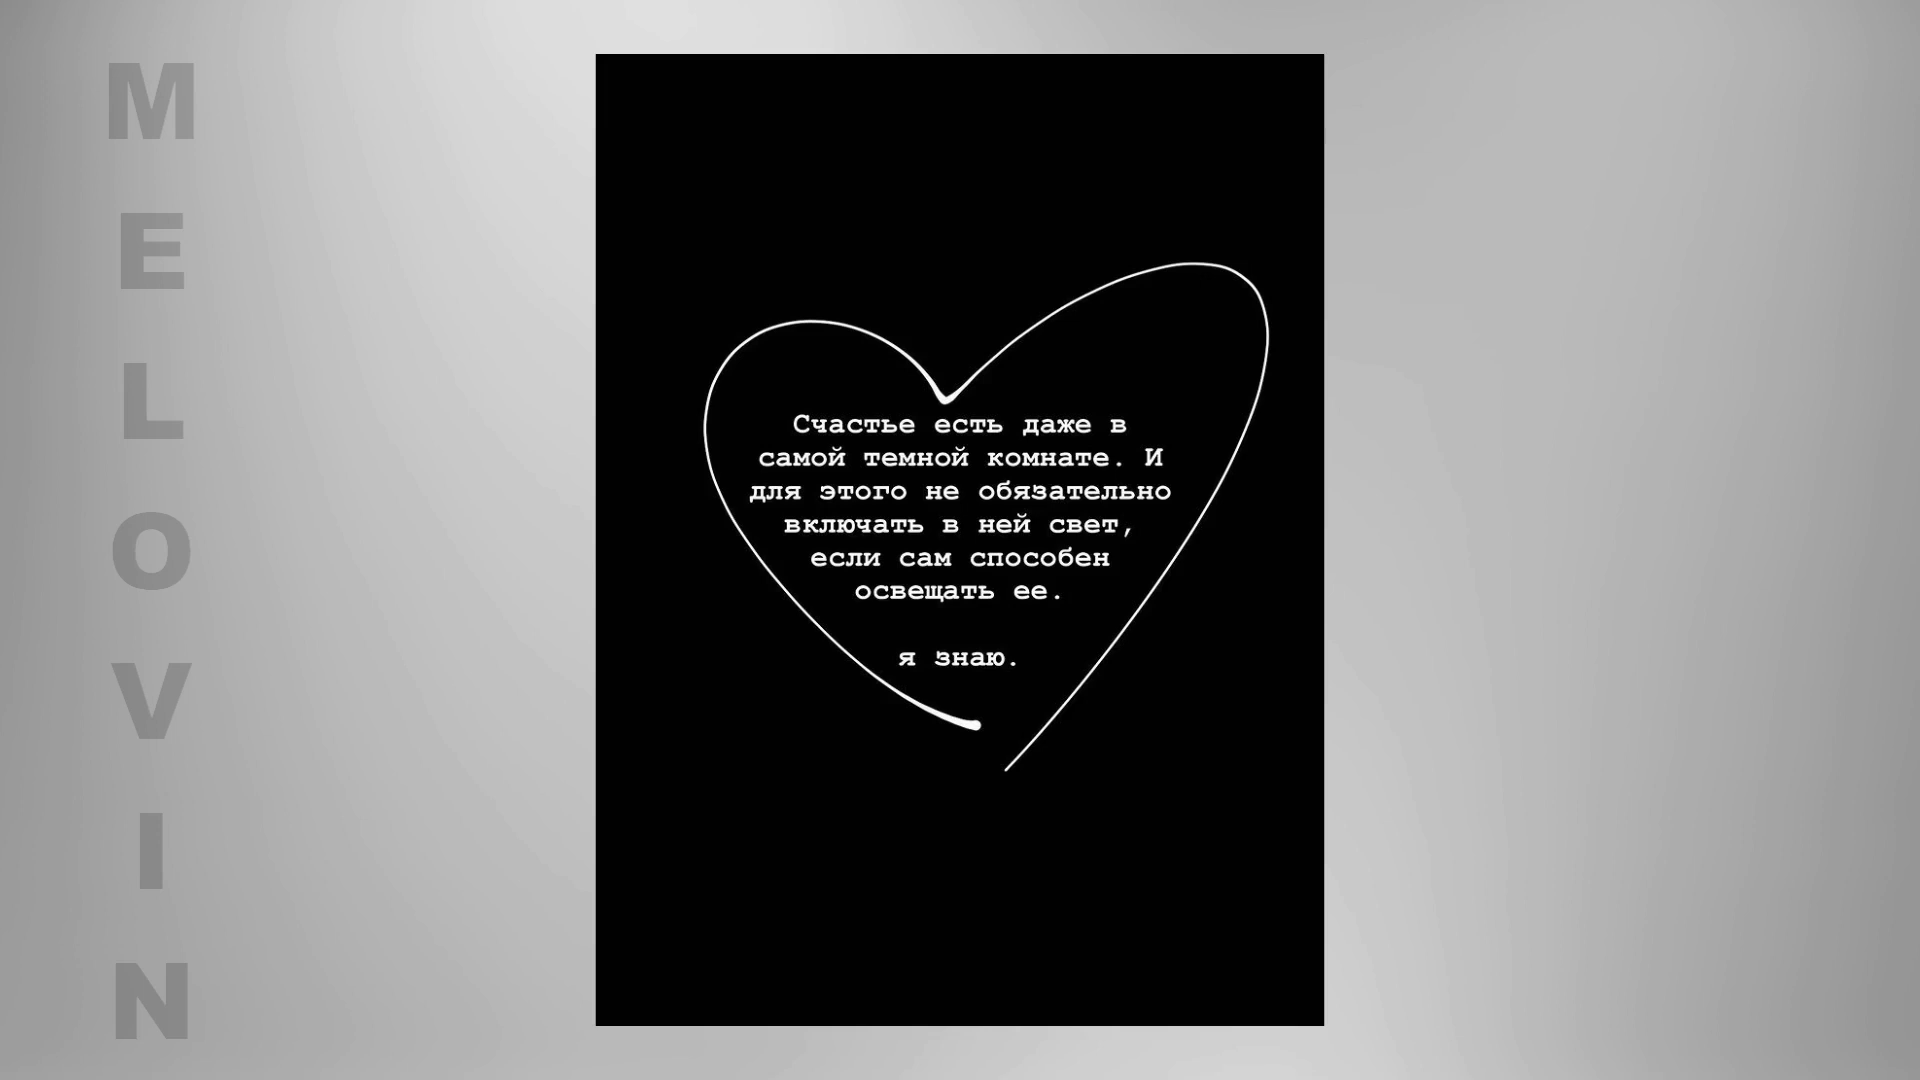 MELOVIN
Счастье есть даже в
самой темной комнате. И
для этого не обязательно
включать в ней свет,
если сам способен
освещать ее.
я знаю.